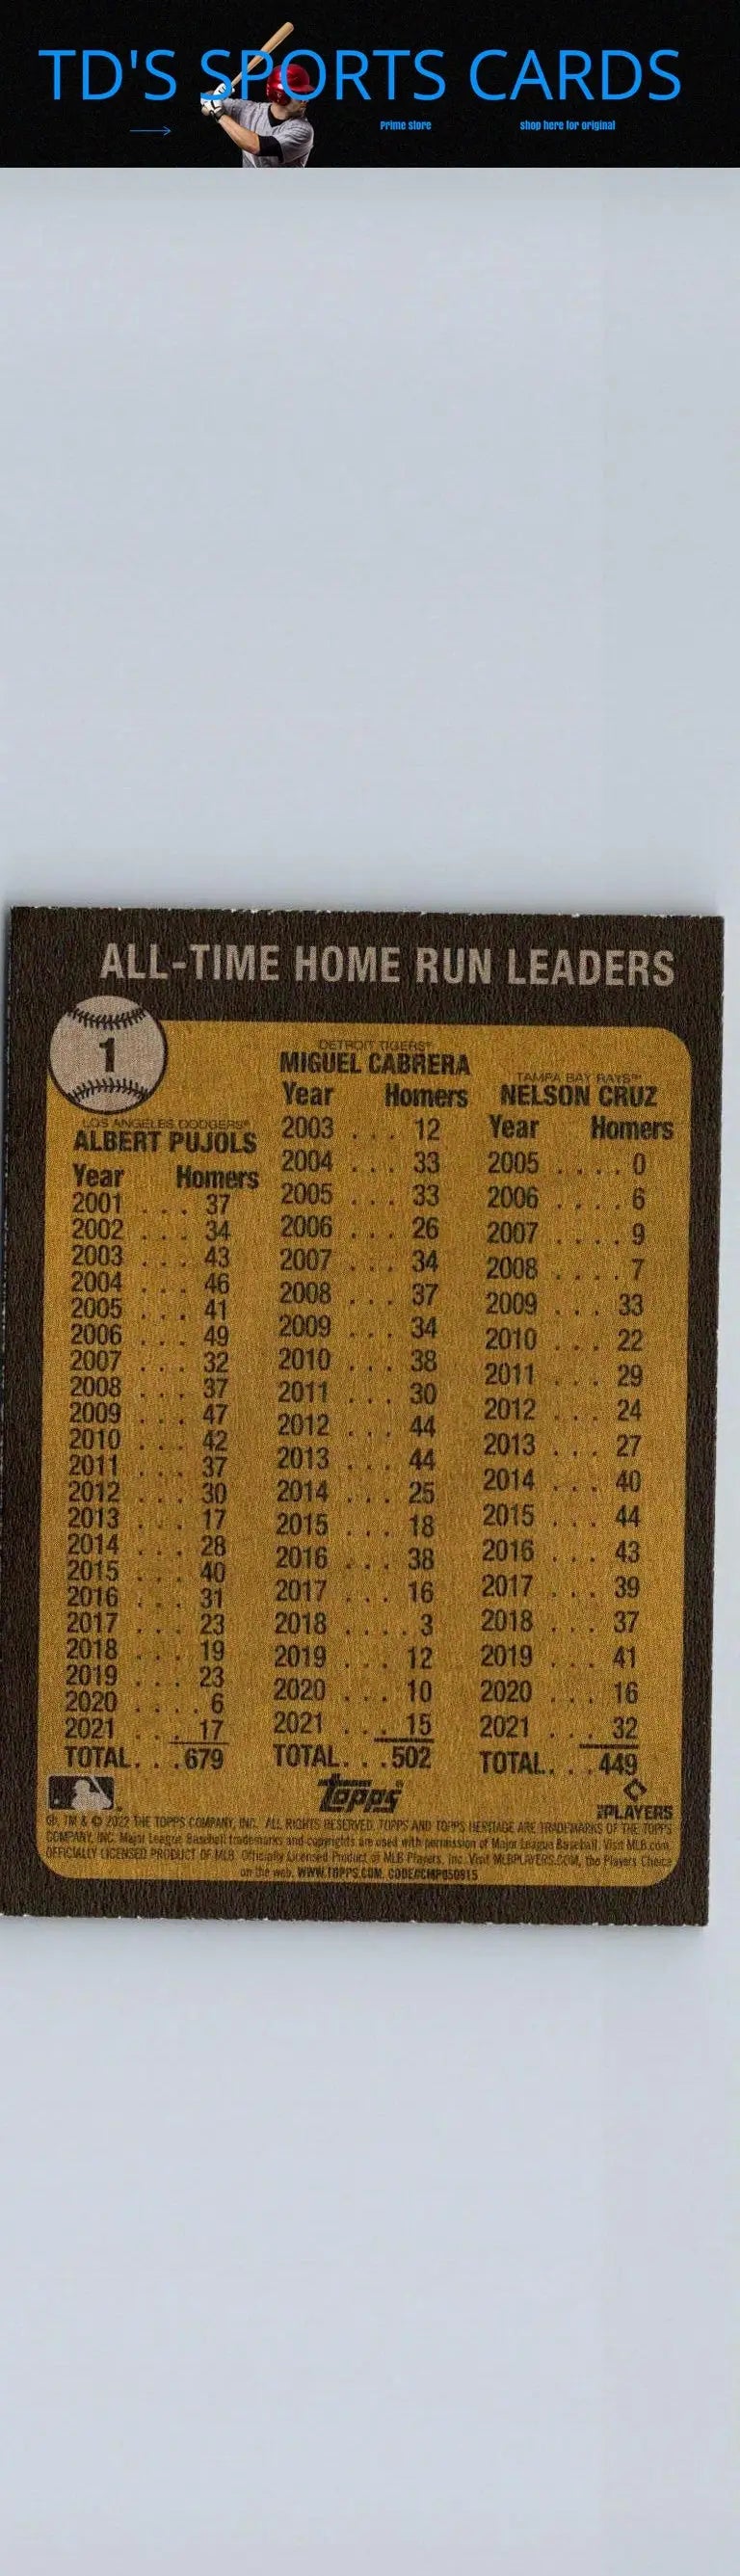 TD'S SPORTS CARDS
Prime store
shop here for original
ALL-TIME HOME RUN LEADERS
1
LOS ANGELES DODGERS®
ALBERT PUJOLS
Year Homers
2001 . . . 37
2002 . . . 34
2003 . . . 43
2004 . . . 46
2005 . . . 41
2006 . . . 49
2007 . . . 32
2008 . . . 37
2009 . . . 47
2010 . . . 42
2011 . . . 37
2012 . . . 30
2013 . . . 17
2014 . . . 28
2015 . . . 40
2016 . . . 31
2017 . . . 23
2018 . . . 19
2019 . . . 23
2020 . . . . 6
2021 . . . 17
TOTAL. . .679
DETROIT TIGERS®
MIGUEL CABRERA
Year Homers
2003 . . . 12
2004 . . . 33
2005 . . . 33
2006 . . . 26
2007 . . . 34
2008 . . . 37
2009 . . . 34
2010 . . . 38
2011 . . . 30
2012 . . . 44
2013 . . . 44
2014 . . . 25
2015 . . . 18
2016 . . . 38
2017 . . . 16
2018 . . . . 3
2019 . . . 12
2020 . . . 10
2021 . . . 15
TOTAL. . .502
TAMPA BAY RAYS™
NELSON CRUZ
Year Homers
2005 . . . . 0
2006 . . . . 6
2007 . . . . 9
2008 . . . . 7
2009 . . . 33
2010 . . . 22
2011 . . . 29
2012 . . . 24
2013 . . . 27
2014 . . . 40
2015 . . . 44
2016 . . . 43
2017 . . . 39
2018 . . . 37
2019 . . . 41
2020 . . . 16
2021 . . . 32
TOTAL. . .449
topps®
PLAYERS
®, TM & © 2022 THE TOPPS COMPANY, INC. ALL RIGHTS RESERVED. TOPPS AND TOPPS HERITAGE ARE TRADEMARKS OF THE TOPPS
COMPANY, INC. Major League Baseball trademarks and copyrights are used with permission of Major League Baseball. Visit MLB.com.
OFFICIALLY LICENSED PRODUCT OF MLB Players, Inc. Visit MLBPLAYERS.COM, the Players Choice
on the web. WWW.TOPPS.COM. CODE#CMP050915